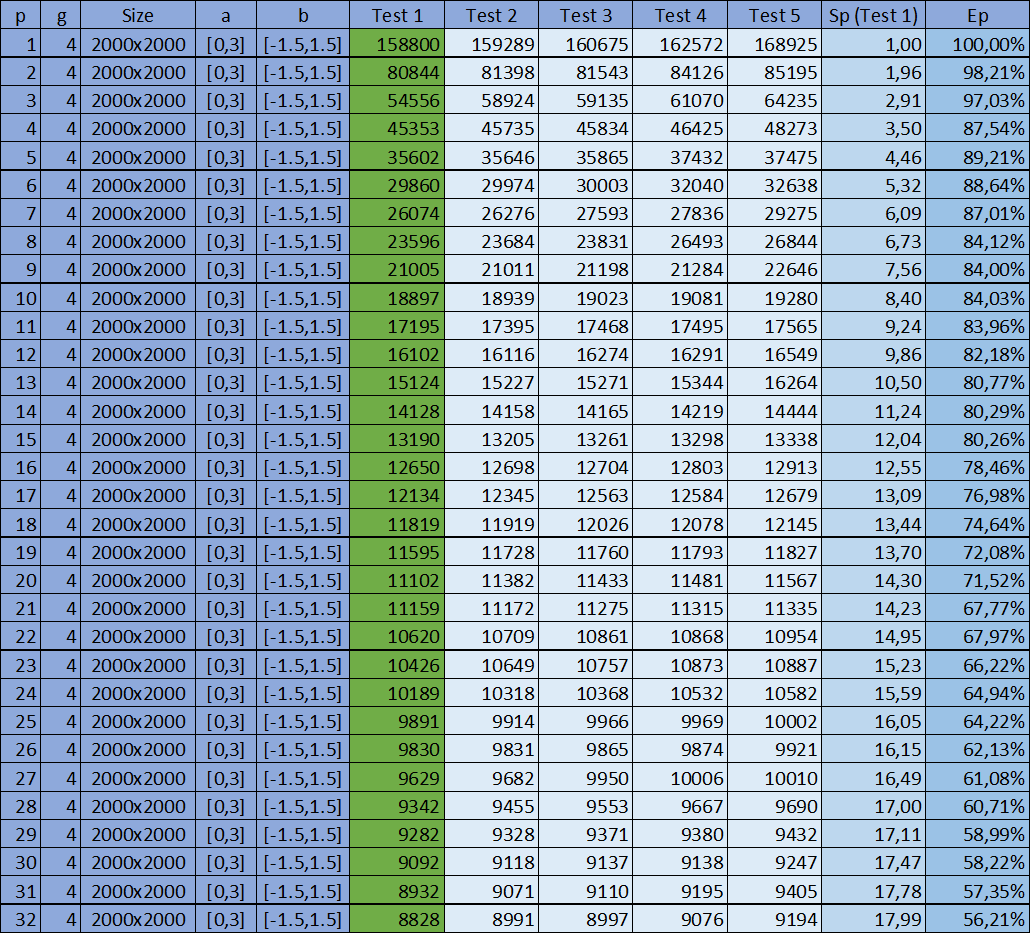 p g Size a b Test 1 Test 2 Test 3 Test 4 Test 5 Sp (Test 1) Ep
1 4 2000x2000 [0,3] [-1.5,1.5] 158800 159289 160675 162572 168925 1,00 100,00%
2 4 2000x2000 [0,3] [-1.5,1.5] 80844 81398 81543 84126 85195 1,96 98,21%
3 4 2000x2000 [0,3] [-1.5,1.5] 54556 58924 59135 61070 64235 2,91 97,03%
4 4 2000x2000 [0,3] [-1.5,1.5] 45353 45735 45834 46425 48273 3,50 87,54%
5 4 2000x2000 [0,3] [-1.5,1.5] 35602 35646 35865 37432 37475 4,46 89,21%
6 4 2000x2000 [0,3] [-1.5,1.5] 29860 29974 30003 32040 32638 5,32 88,64%
7 4 2000x2000 [0,3] [-1.5,1.5] 26074 26276 27593 27836 29275 6,09 87,01%
8 4 2000x2000 [0,3] [-1.5,1.5] 23596 23684 23831 26493 26844 6,73 84,12%
9 4 2000x2000 [0,3] [-1.5,1.5] 21005 21011 21198 21284 22646 7,56 84,00%
10 4 2000x2000 [0,3] [-1.5,1.5] 18897 18939 19023 19081 19280 8,40 84,03%
11 4 2000x2000 [0,3] [-1.5,1.5] 17195 17395 17468 17495 17565 9,24 83,96%
12 4 2000x2000 [0,3] [-1.5,1.5] 16102 16116 16274 16291 16549 9,86 82,18%
13 4 2000x2000 [0,3] [-1.5,1.5] 15124 15227 15271 15344 16264 10,50 80,77%
14 4 2000x2000 [0,3] [-1.5,1.5] 14128 14158 14165 14219 14444 11,24 80,29%
15 4 2000x2000 [0,3] [-1.5,1.5] 13190 13205 13261 13298 13338 12,04 80,26%
16 4 2000x2000 [0,3] [-1.5,1.5] 12650 12698 12704 12803 12913 12,55 78,46%
17 4 2000x2000 [0,3] [-1.5,1.5] 12134 12345 12563 12584 12679 13,09 76,98%
18 4 2000x2000 [0,3] [-1.5,1.5] 11819 11919 12026 12078 12145 13,44 74,64%
19 4 2000x2000 [0,3] [-1.5,1.5] 11595 11728 11760 11793 11827 13,70 72,08%
20 4 2000x2000 [0,3] [-1.5,1.5] 11102 11382 11433 11481 11567 14,30 71,52%
21 4 2000x2000 [0,3] [-1.5,1.5] 11159 11172 11275 11315 11335 14,23 67,77%
22 4 2000x2000 [0,3] [-1.5,1.5] 10620 10709 10861 10868 10954 14,95 67,97%
23 4 2000x2000 [0,3] [-1.5,1.5] 10426 10649 10757 10873 10887 15,23 66,22%
24 4 2000x2000 [0,3] [-1.5,1.5] 10189 10318 10368 10532 10582 15,59 64,94%
25 4 2000x2000 [0,3] [-1.5,1.5] 9891 9914 9966 9969 10002 16,05 64,22%
26 4 2000x2000 [0,3] [-1.5,1.5] 9830 9831 9865 9874 9921 16,15 62,13%
27 4 2000x2000 [0,3] [-1.5,1.5] 9629 9682 9950 10006 10010 16,49 61,08%
28 4 2000x2000 [0,3] [-1.5,1.5] 9342 9455 9553 9667 9690 17,00 60,71%
29 4 2000x2000 [0,3] [-1.5,1.5] 9282 9328 9371 9380 9432 17,11 58,99%
30 4 2000x2000 [0,3] [-1.5,1.5] 9092 9118 9137 9138 9247 17,47 58,22%
31 4 2000x2000 [0,3] [-1.5,1.5] 8932 9071 9110 9195 9405 17,78 57,35%
32 4 2000x2000 [0,3] [-1.5,1.5] 8828 8991 8997 9076 9194 17,99 56,21%